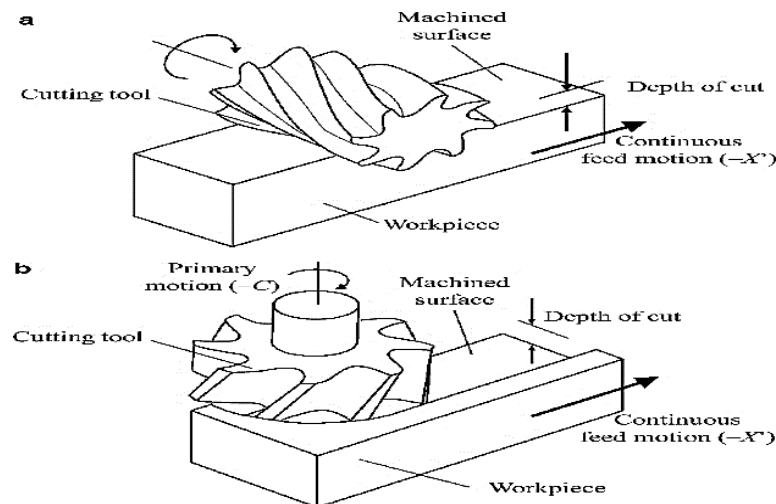 a
Machined
surface
Cutting tool
Depth of cut
Continuous
feed motion (−X')
Workpiece
b
Primary
motion (−C)
Machined
surface
Cutting tool
Depth of cut
Continuous
feed motion (−X')
Workpiece